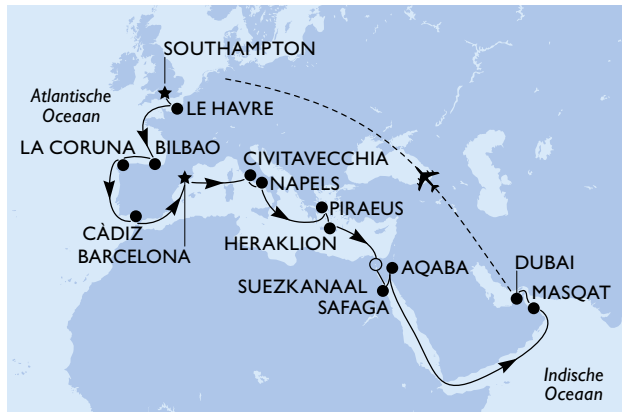 SOUTHAMPTON
Atlantische
Oceaan
LE HAVRE
LA CORUNA
BILBAO
CIVITAVECCHIA
NAPELS
PIRAEUS
CÀDIZ
BARCELONA
HERAKLION
SUEZKANAAL
AQABA
SAFAGA
DUBAI
MASQAT
Indische
Oceaan